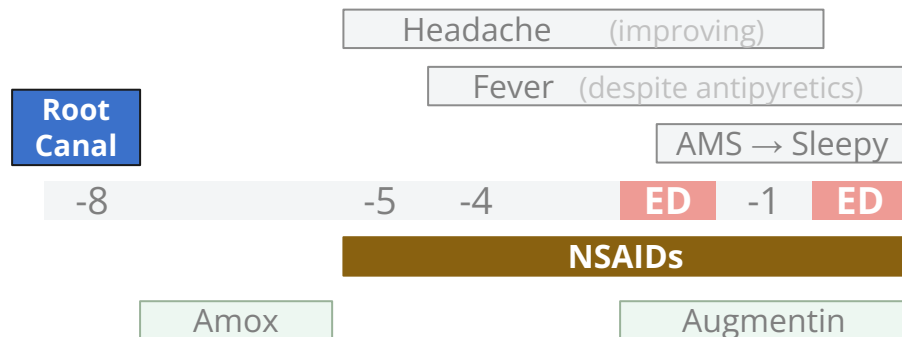 Headache (improving)
Fever (despite antipyretics)
Root
Canal
AMS → Sleepy
-8 -5 -4 ED -1 ED
NSAIDs
Amox Augmentin